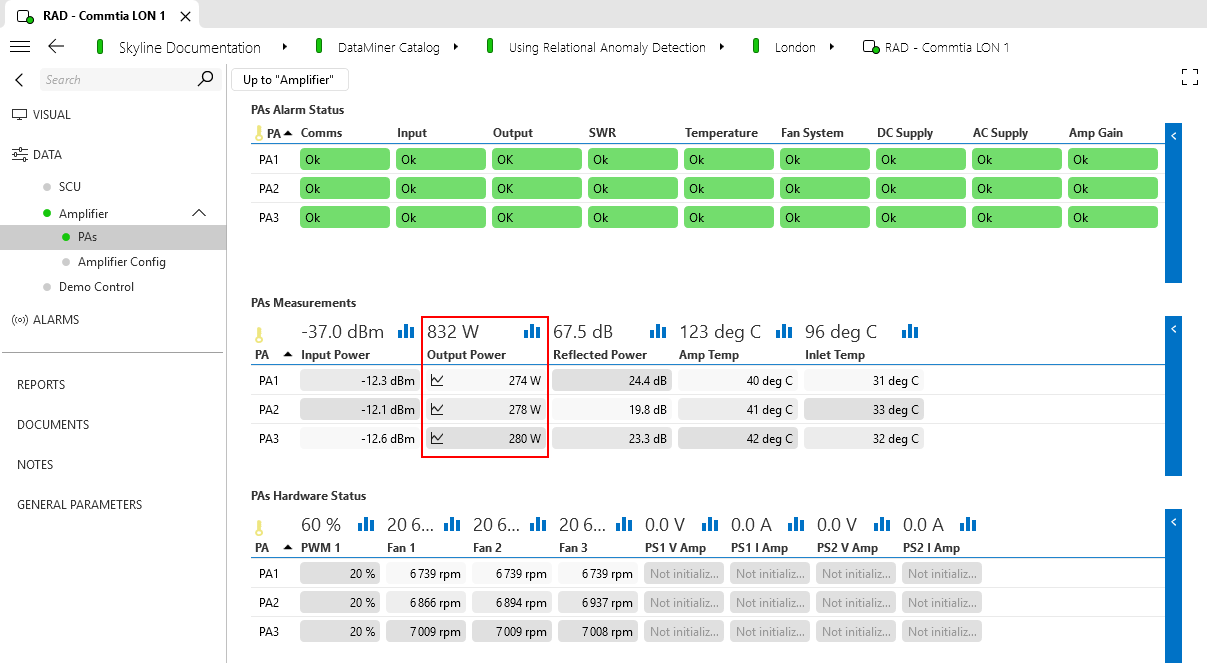 RAD - Commtia LON 1
Skyline Documentation DataMiner Catalog Using Relational Anomaly Detection London RAD - Commtia LON 1
Search
Up to "Amplifier"
VISUAL
DATA
SCU
Amplifier
PAs
Amplifier Config
Demo Control
ALARMS
REPORTS
DOCUMENTS
NOTES
GENERAL PARAMETERS
PAs Alarm Status
PA Comms Input Output SWR Temperature Fan System DC Supply AC Supply Amp Gain
PA1 Ok Ok OK Ok Ok Ok Ok Ok Ok
PA2 Ok Ok OK Ok Ok Ok Ok Ok Ok
PA3 Ok Ok OK Ok Ok Ok Ok Ok Ok
PAs Measurements
-37.0 dBm 832 W 67.5 dB 123 deg C 96 deg C
PA Input Power Output Power Reflected Power Amp Temp Inlet Temp
PA1 -12.3 dBm 274 W 24.4 dB 40 deg C 31 deg C
PA2 -12.1 dBm 278 W 19.8 dB 41 deg C 33 deg C
PA3 -12.6 dBm 280 W 23.3 dB 42 deg C 32 deg C
PAs Hardware Status
60 % 20 6... 20 6... 20 6... 0.0 V 0.0 A 0.0 V 0.0 A
PA PWM 1 Fan 1 Fan 2 Fan 3 PS1 V Amp PS1 I Amp PS2 V Amp PS2 I Amp
PA1 20 % 6 739 rpm 6 739 rpm 6 739 rpm Not initializ... Not initializ... Not initializ... Not initializ...
PA2 20 % 6 866 rpm 6 894 rpm 6 937 rpm Not initializ... Not initializ... Not initializ... Not initializ...
PA3 20 % 7 009 rpm 7 009 rpm 7 008 rpm Not initializ... Not initializ... Not initializ... Not initializ...